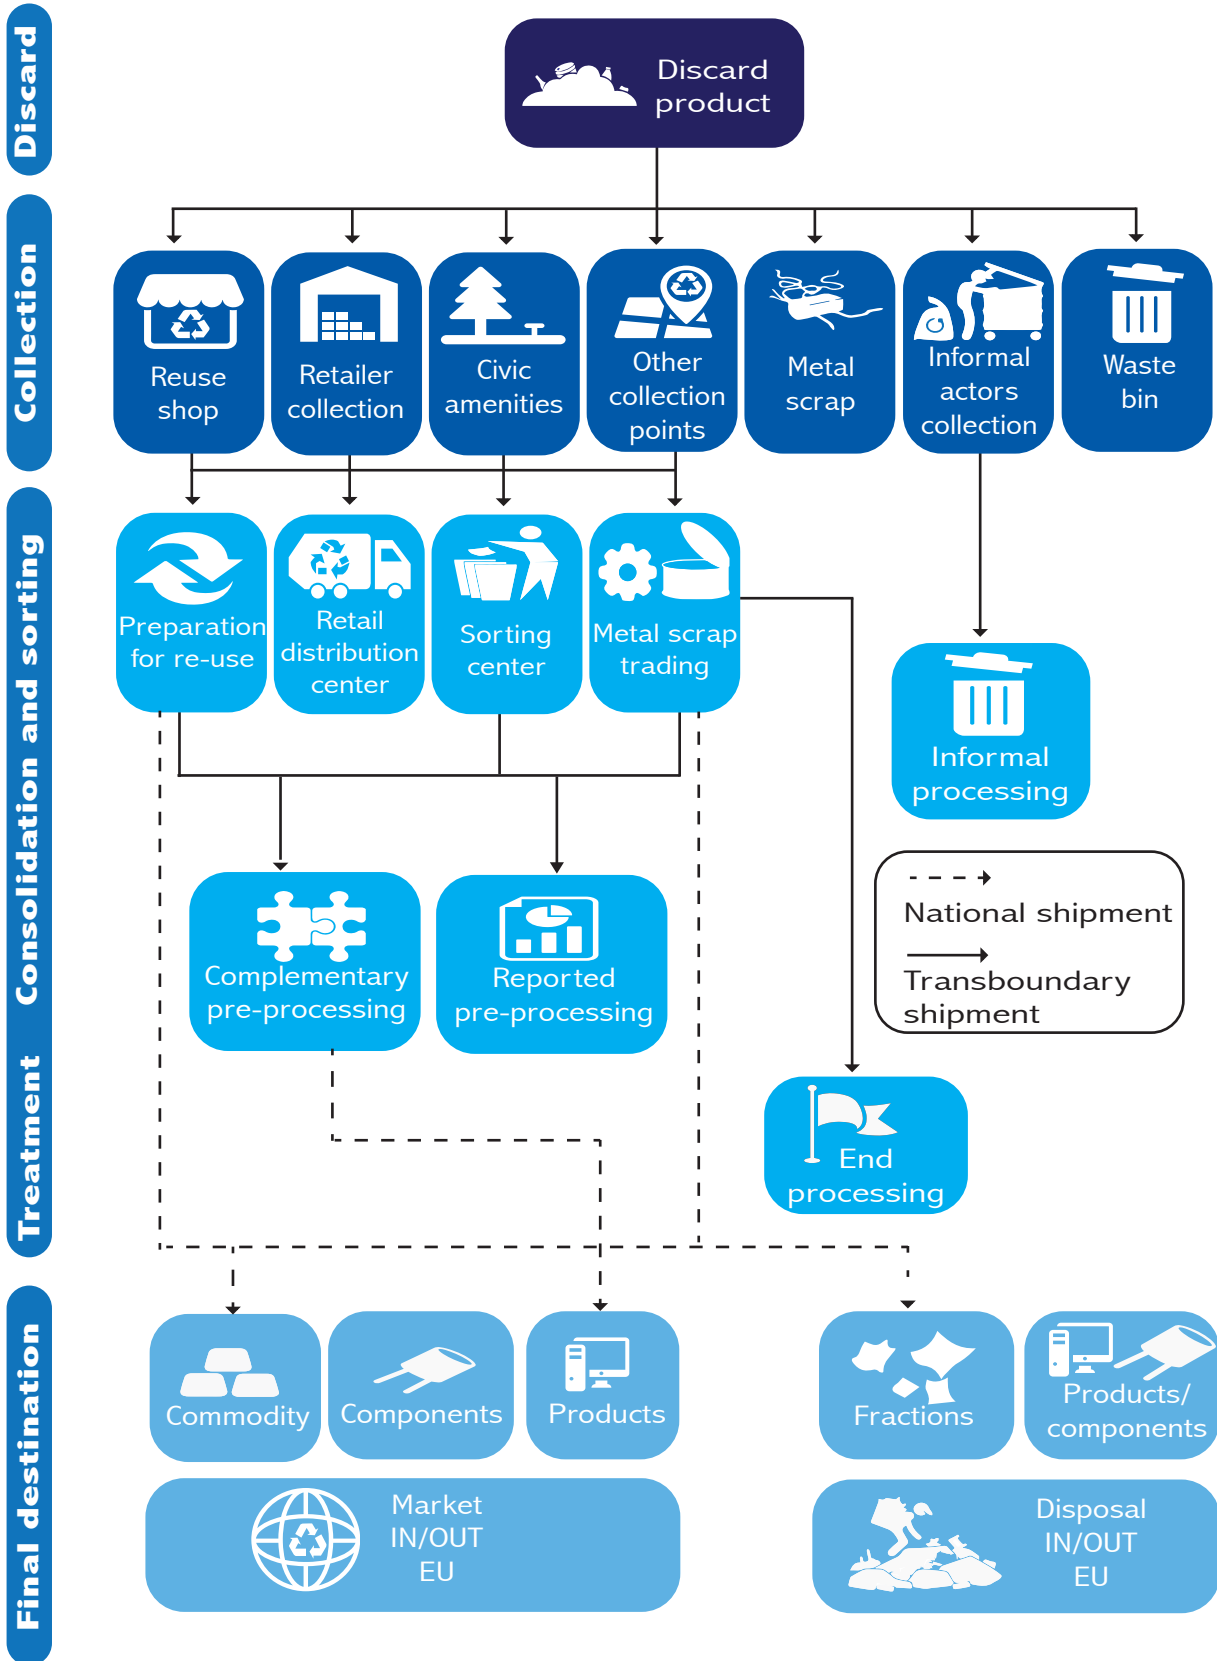 Discard
Discard
product
Collection
Reuse
shop
Retailer
collection
Civic
amenities
Other
collection
points
Metal
scrap
Informal
actors
collection
Waste
bin
Consolidation and sorting
Preparation
for re-use
Retail
distribution
center
Sorting
center
Metal scrap
trading
Informal
processing
National shipment
Transboundary
shipment
Treatment
Complementary
pre-processing
Reported
pre-processing
End
processing
Final destination
Commodity
Components
Products
Fractions
Products/
components
Market
IN/OUT
EU
Disposal
IN/OUT
EU